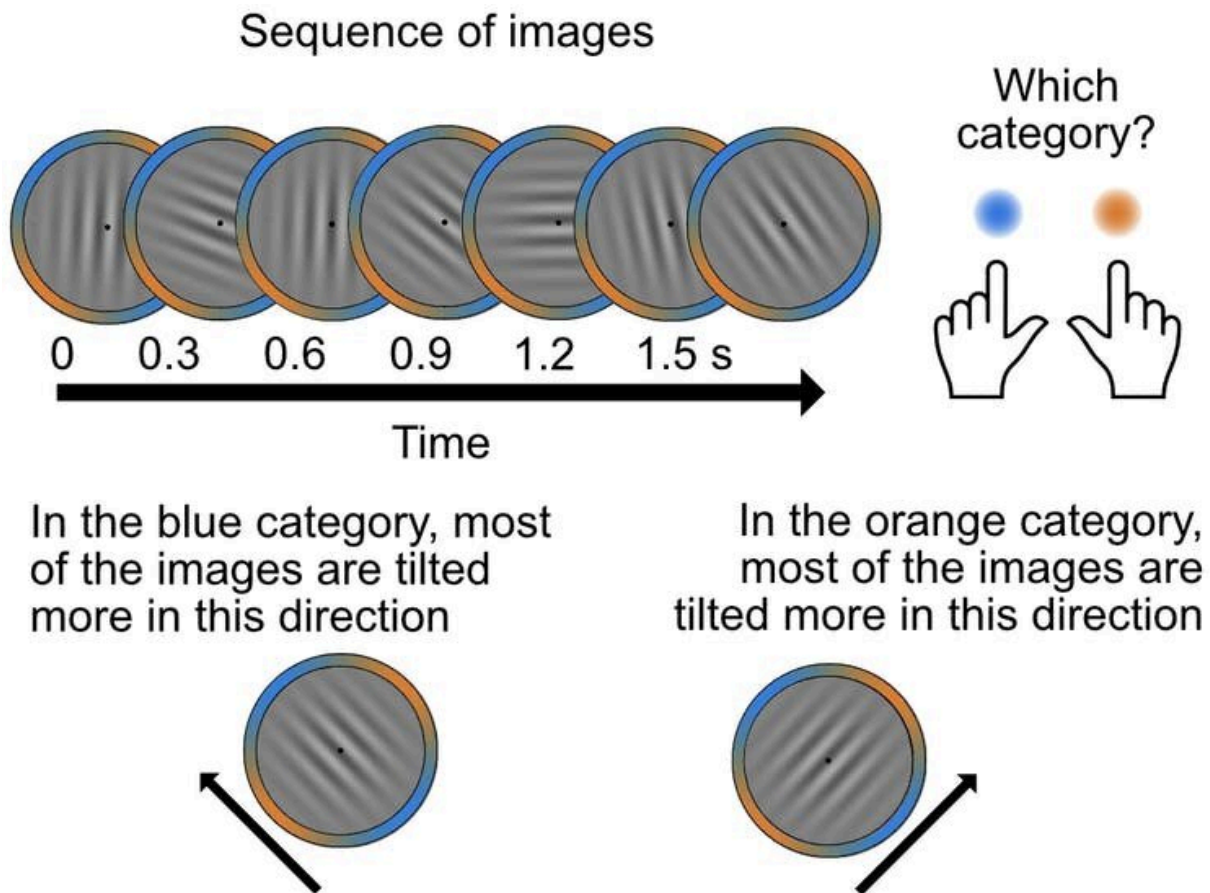 Sequence of images
Which
category?
0 0.3 0.6 0.9 1.2 1.5 s
Time
In the blue category, most
of the images are tilted
more in this direction
In the orange category,
most of the images are
tilted more in this direction